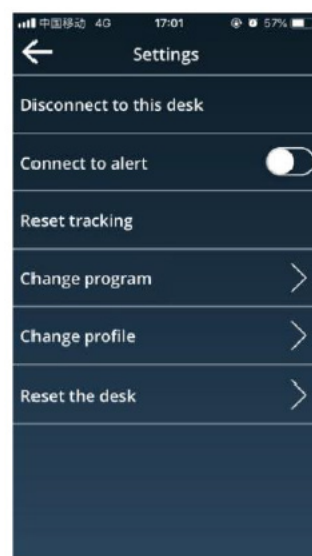 中国移动 4G 17:01 57%
Settings
Disconnect to this desk
Connect to alert
Reset tracking
Change program
Change profile
Reset the desk